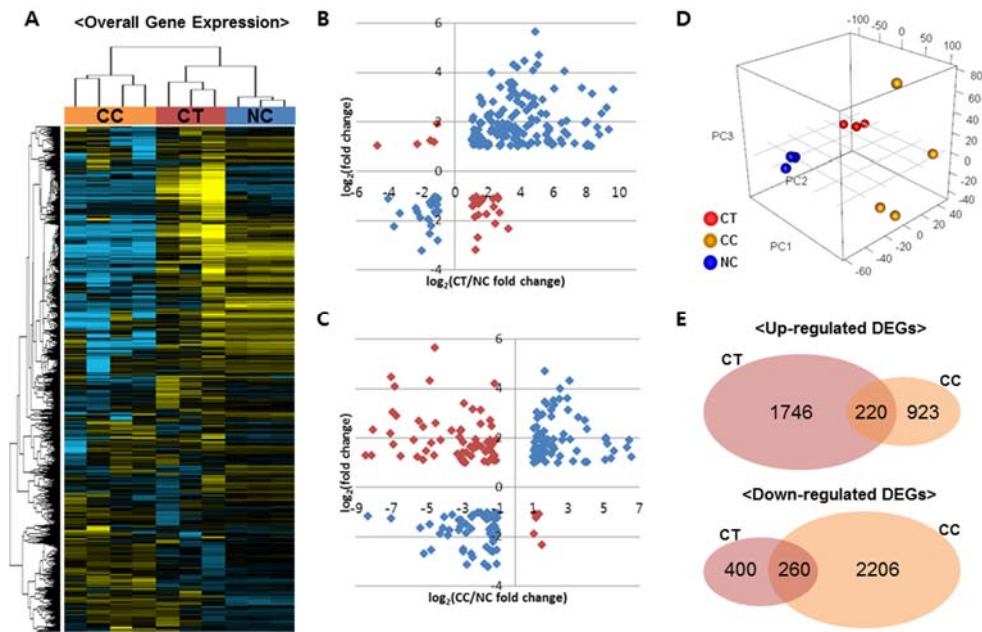 A
<Overall Gene Expression>
CC CT NC
B
log2(fold change)
6
4
2
0
-2
-4
-6 -4 -2 0 2 4 6 8 10
log2(CT/NC fold change)
C
log2(fold change)
6
4
2
0
-2
-4
-9 -7 -5 -3 -1 1 3 5 7
log2(CC/NC fold change)
D
-100 -50 0 50 100
80
60
40
20
0
-20
-40
40
20
0
-20
-40
-60
PC3
PC2
PC1
CT
CC
NC
E
<Up-regulated DEGs>
CT
CC
1746 220 923
<Down-regulated DEGs>
CT
CC
400 260 2206